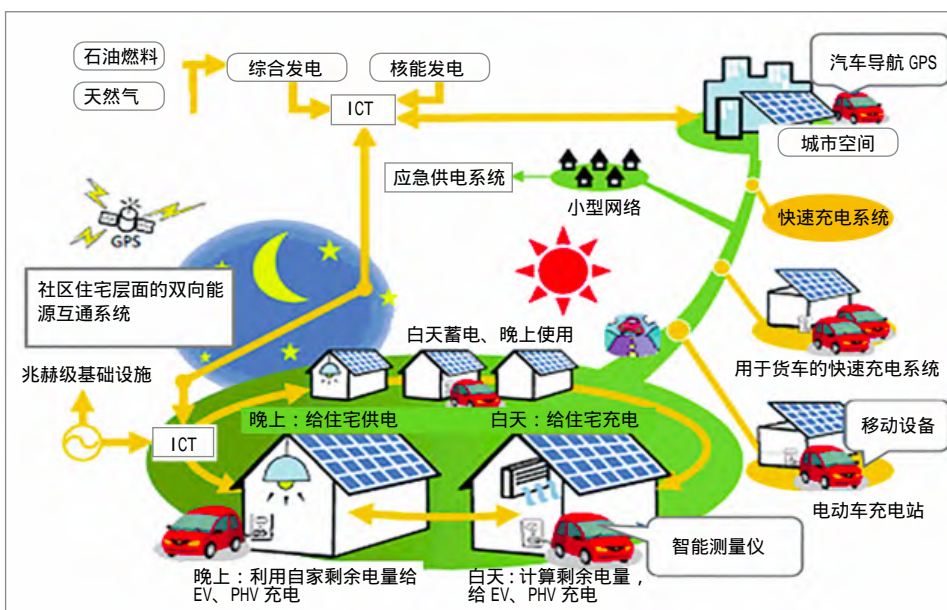 石油燃料
天然气
综合发电
核能发电
ICT
汽车导航 GPS
城市空间
应急供电系统
小型网络
快速充电系统
GPS
社区住宅层面的双向能
源互通系统
白天蓄电、晚上使用
用于货车的快速充电系统
兆赫级基础设施
ICT
晚上：给住宅供电
白天：给住宅充电
移动设备
电动车充电站
智能测量仪
晚上：利用自家剩余电量给
EV、PHV 充电
白天：计算剩余电量，
给 EV、PHV 充电